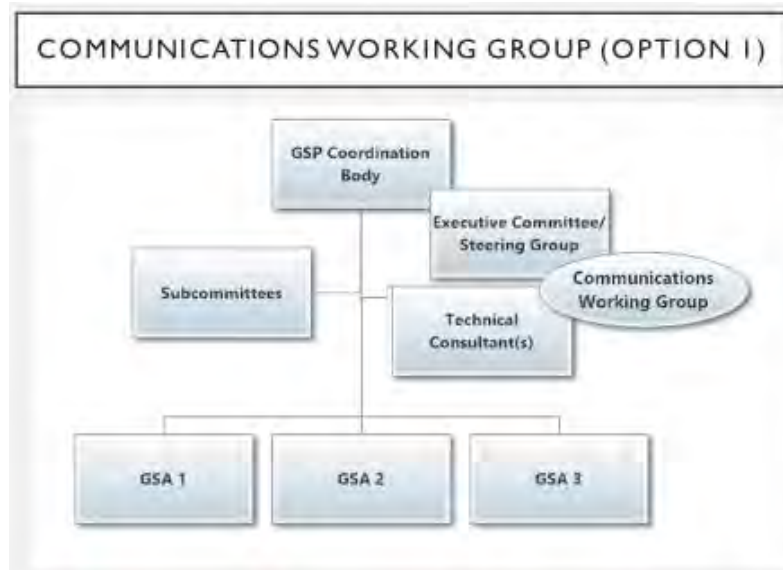 COMMUNICATIONS WORKING GROUP (OPTION 1)
GSP Coordination
Body
Executive Committee/
Steering Group
Communications
Working Group
Subcommittees
Technical
Consultant(s)
GSA 1
GSA 2
GSA 3